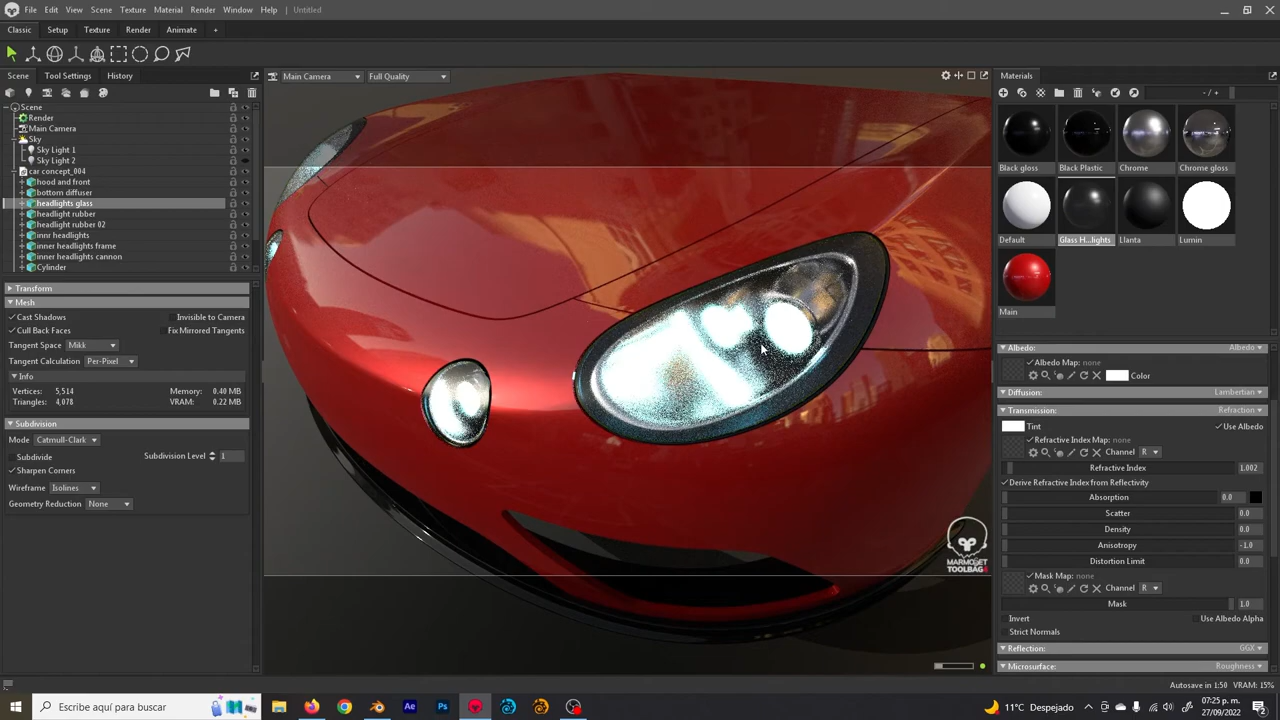 File Edit View Scene Texture Material Render Window Help Untitled
Classic Setup Texture Render Animate +
Scene Tool Settings History
Main Camera Full Quality
Materials
- / +
Scene
Render
Main Camera
Sky
Sky Light 1
Sky Light 2
car concept_004
hood and front
bottom diffuser
headlights glass
headlight rubber
headlight rubber 02
innr headlights
inner headlights frame
inner headlights cannon
Cylinder
Transform
Mesh
Cast Shadows Invisible to Camera
Cull Back Faces Fix Mirrored Tangents
Tangent Space Mikk
Tangent Calculation Per-Pixel
Info
Vertices: 5,514 Memory: 0.40 MB
Triangles: 4,078 VRAM: 0.22 MB
Subdivision
Mode Catmull-Clark
Subdivide Subdivision Level 1
Sharpen Corners
Wireframe Isolines
Geometry Reduction None
MARMOSET
TOOLBAG
Black gloss Black Plastic Chrome Chrome gloss
Default Glass H...lights Llanta Lumin
Main
Albedo: Albedo
Albedo Map: none
Color
Diffusion: Lambertian
Transmission: Refraction
Tint Use Albedo
Refractive Index Map: none
Channel R
Refractive Index 1.002
Derive Refractive Index from Reflectivity
Absorption 0.0
Scatter 0.0
Density 0.0
Anisotropy -1.0
Distortion Limit 0.0
Mask Map: none
Channel R
Mask 1.0
Invert Use Albedo Alpha
Strict Normals
Reflection: GGX
Microsurface: Roughness
Autosave in 1:50 VRAM: 15%
Escribe aquí para buscar
Ae Ps
11°C Despejado
07:25 p. m.
27/09/2022
2